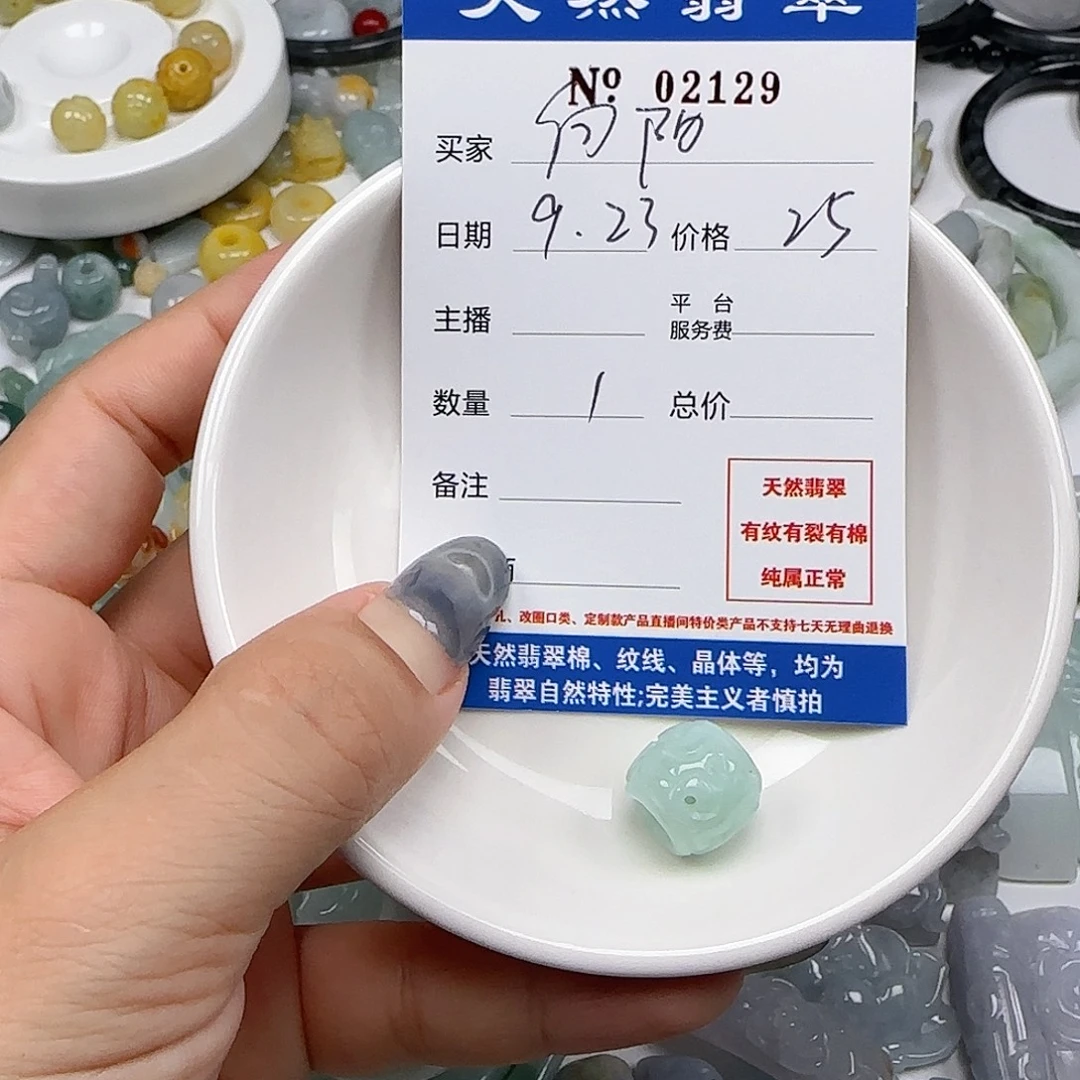 天然翡翠
Nº 02129
买家 向阳
日期 9.23 价格 25
主播 平台服务费
数量 1 总价
备注
天然翡翠
有纹有裂有棉
纯属正常
孔、改圈口类、定制款产品直播间特价类产品不支持七天无理由退换
天然翡翠棉、纹线、晶体等，均为
翡翠自然特性;完美主义者慎拍